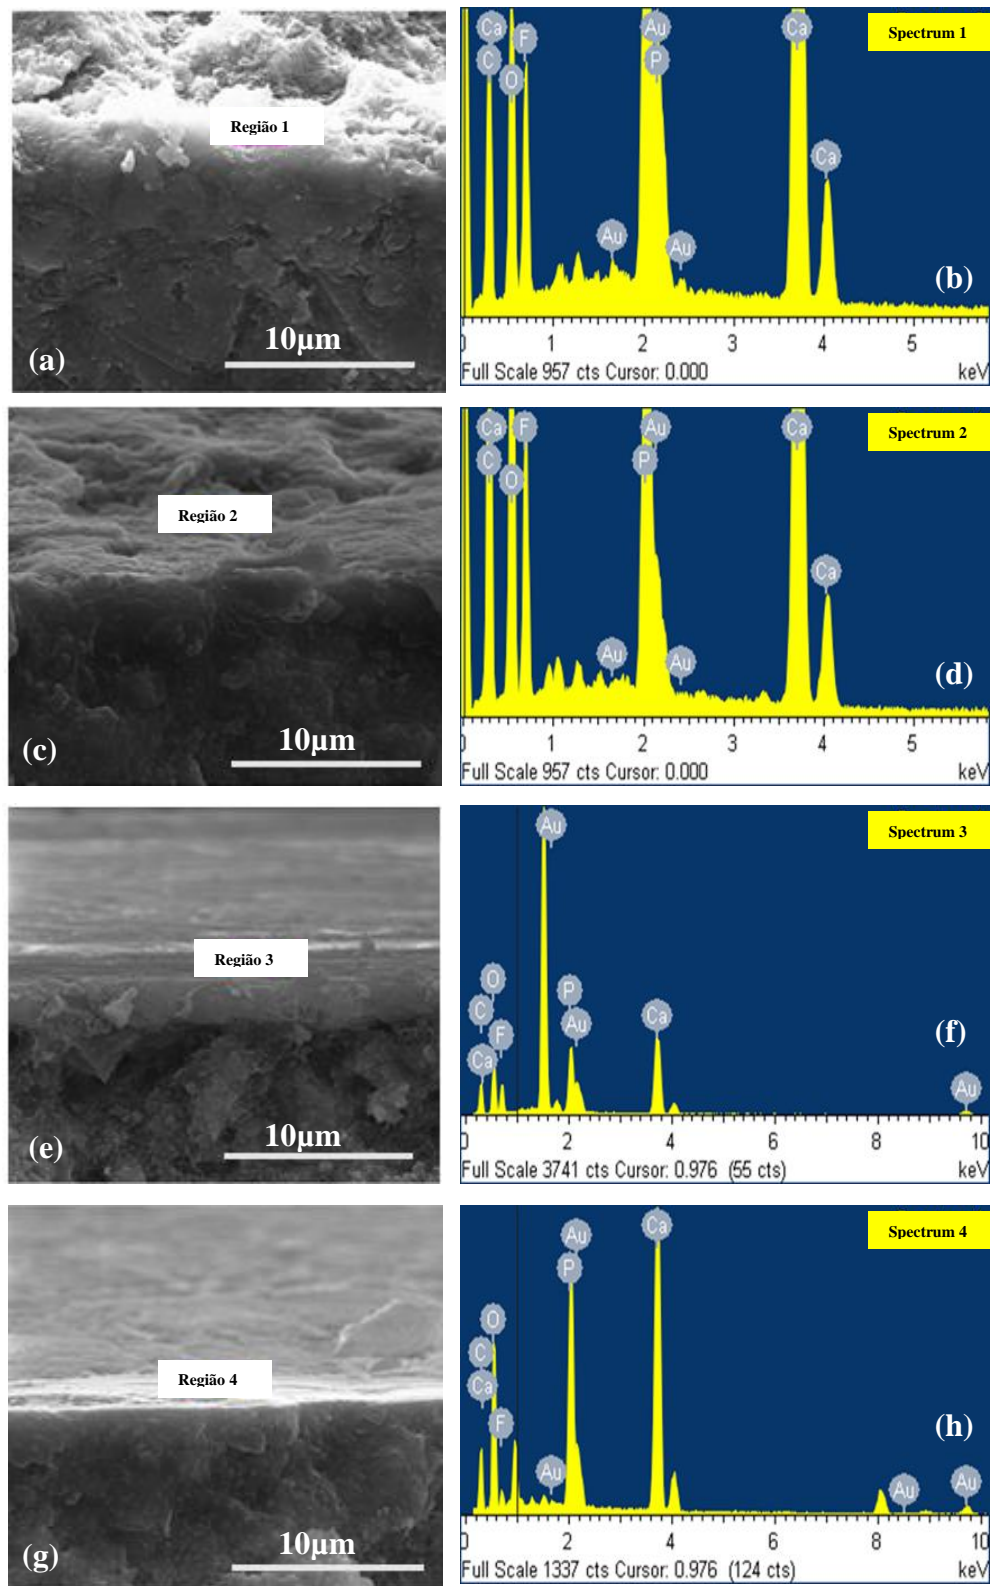 Região 1
10μm
(a)
Ca
C
O
F
Au
P
Au
Au
Ca
Ca
Spectrum 1
(b)
0 1 2 3 4 5
Full Scale 957 cts Cursor: 0.000 keV
Região 2
10μm
(c)
Ca
C
O
F
Au
P
Au
Au
Ca
Ca
Spectrum 2
(d)
0 1 2 3 4 5
Full Scale 957 cts Cursor: 0.000 keV
Região 3
10μm
(e)
Au
O
C
F
Ca
P
Au
Ca
Au
Spectrum 3
(f)
0 2 4 6 8 10
Full Scale 3741 cts Cursor: 0.976 (55 cts) keV
Região 4
10μm
(g)
Au
P
Ca
O
C
Ca
F
Au
Au
Au
Spectrum 4
(h)
0 2 4 6 8 10
Full Scale 1337 cts Cursor: 0.976 (124 cts) keV